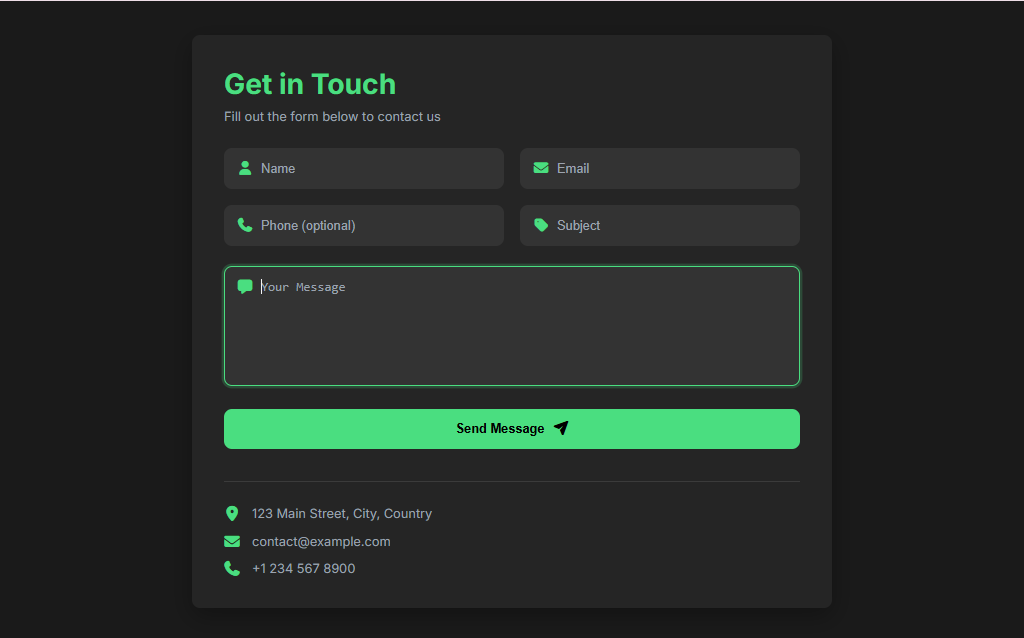 Get in Touch
Fill out the form below to contact us
Name
Email
Phone (optional)
Subject
Your Message
Send Message
123 Main Street, City, Country
contact@example.com
+1 234 567 8900